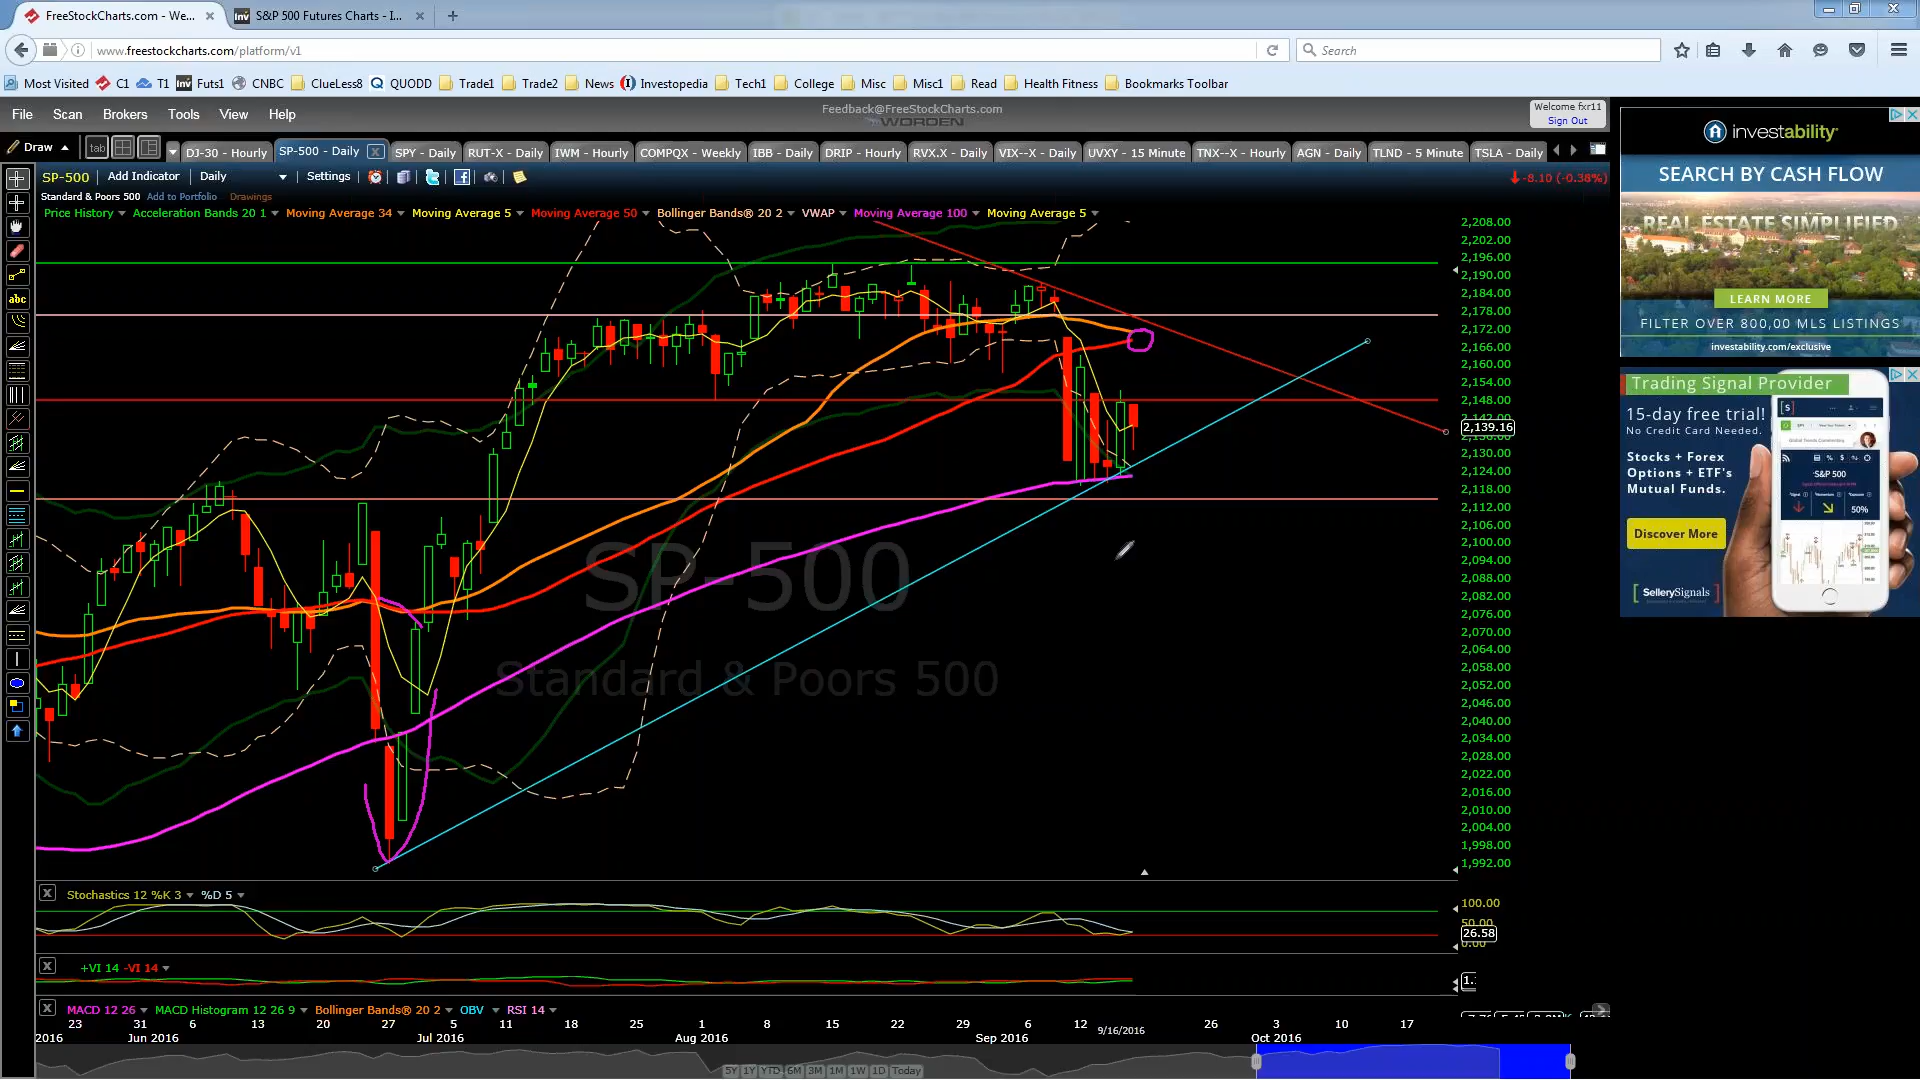 FreeStockCharts.com - We...
S&P 500 Futures Charts - I...
www.freestockcharts.com/platform/v1
Search
Most Visited C1 T1 Inv Futs1 CNBC ClueLess8 Q QUODD Trade1 Trade2 News Investopedia Tech1 College Misc Misc1 Read Health Fitness Bookmarks Toolbar
File Scan Brokers Tools View Help
Feedback@FreeStockCharts.com
WORDEN
Welcome fxr11
Sign Out
Draw tab DJ-30 - Hourly SP-500 - Daily SPY - Daily RUT-X - Daily IWM - Hourly COMPQX - Weekly IBB - Daily DRIP - Hourly RVX.X - Daily VIX--X - Daily UVXY - 15 Minute TNX--X - Hourly AGN - Daily TLND - 5 Minute TSLA - Daily
SP-500 Add Indicator Daily Settings
-8.10 (-0.38%)
Standard & Poors 500 Add to Portfolio Drawings
Price History Acceleration Bands 20 1 Moving Average 34 Moving Average 5 Moving Average 50 Bollinger Bands® 20 2 VWAP Moving Average 100 Moving Average 5
abc
2,208.00
2,202.00
2,196.00
2,190.00
2,184.00
2,178.00
2,172.00
2,166.00
2,160.00
2,154.00
2,148.00
2,142.00
2,139.16
2,136.00
2,130.00
2,124.00
2,118.00
2,112.00
2,106.00
2,100.00
2,094.00
2,088.00
2,082.00
2,076.00
2,070.00
2,064.00
2,058.00
2,052.00
2,046.00
2,040.00
2,034.00
2,028.00
2,022.00
2,016.00
2,010.00
2,004.00
1,998.00
1,992.00
SP-500
Standard & Poors 500
Stochastics 12 %K 3 %D 5
100.00
50.00
26.58
0.00
+VI 14 -VI 14
MACD 12 26 MACD Histogram 12 26 9 Bollinger Bands® 20 2 OBV RSI 14
23 31 6 13 20 27 5 11 18 25 1 8 15 22 29 6 12 9/16/2016 26 3 10 17
2016 Jun 2016 Jul 2016 Aug 2016 Sep 2016 Oct 2016
5Y 1Y YTD 6M 3M 1M 1W 1D Today
investability
SEARCH BY CASH FLOW
REAL ESTATE SIMPLIFIED
LEARN MORE
FILTER OVER 800,00 MLS LISTINGS
investability.com/exclusive
Trading Signal Provider
15-day free trial!
No Credit Card Needed.
Stocks + Forex
Options + ETF's
Mutual Funds.
Discover More
SellerySignals
S&P 500
50%